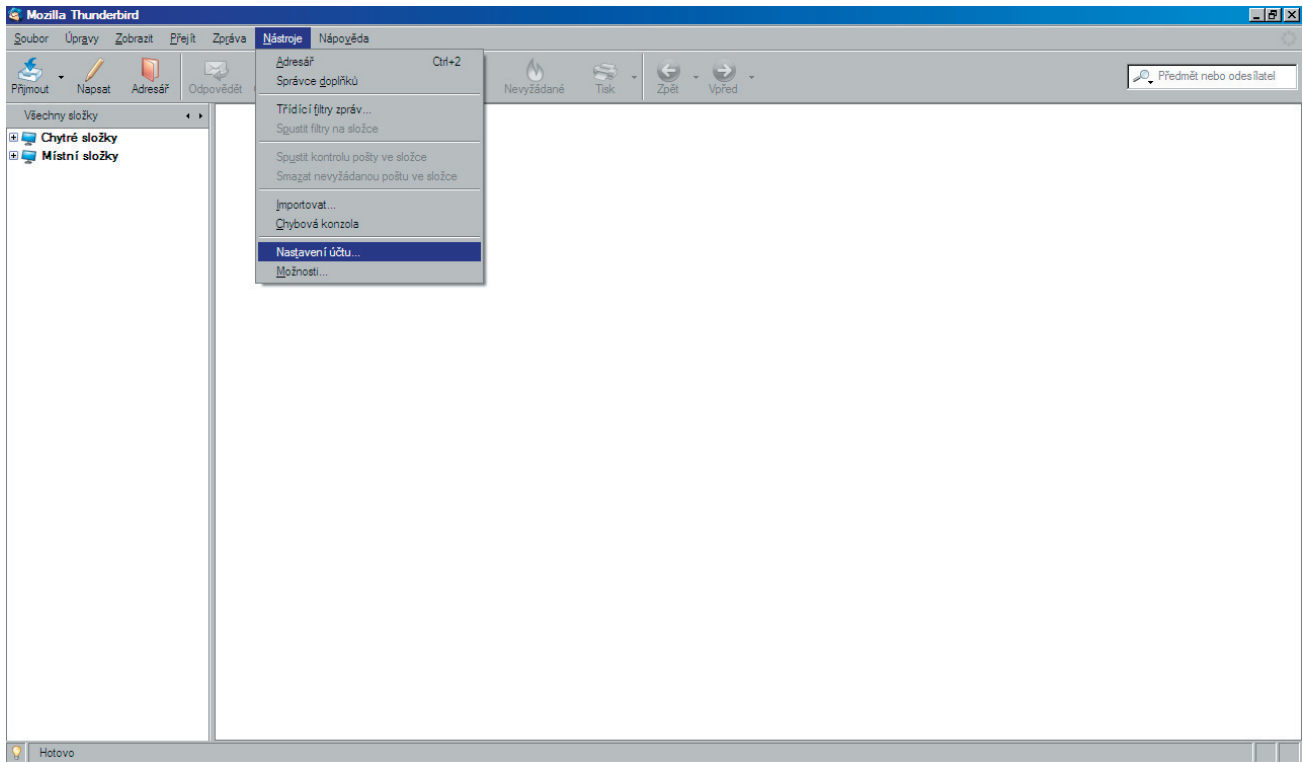 Mozilla Thunderbird
Soubor Úpravy Zobrazit Přejít Zpráva Nástroje Nápověda
Přijmout Napsat Adresář Odpovědět Nevyžádané Tisk Zpět Vpřed Předmět nebo odesílatel
Všechny složky
Chytré složky
Místní složky
Adresář Ctrl+2
Správce doplňků
Třídící filtry zpráv...
Spustit filtry na složce
Spustit kontrolu pošty ve složce
Smazat nevyžádanou poštu ve složce
Importovat...
Chybová konzola
Nastavení účtu...
Možnosti...
Hotovo